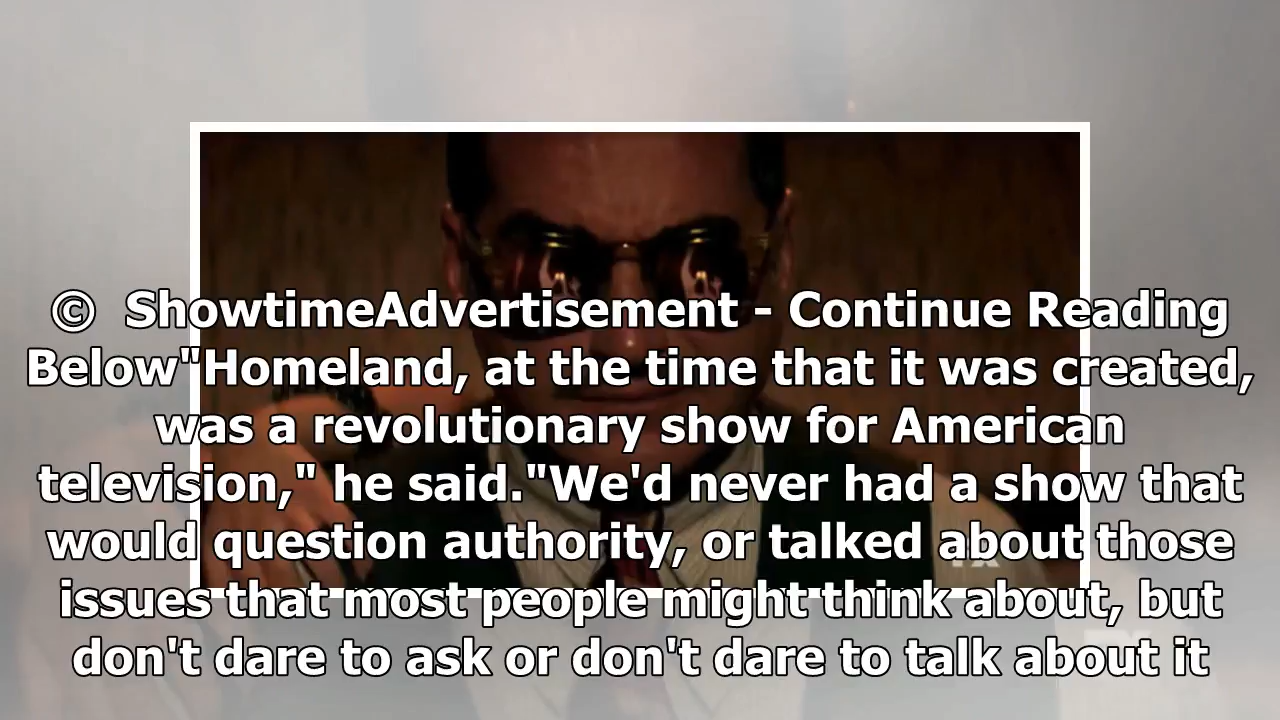 © ShowtimeAdvertisement - Continue Reading
Below"Homeland, at the time that it was created,
was a revolutionary show for American
television," he said."We'd never had a show that
would question authority, or talked about those
issues that most people might think about, but
don't dare to ask or don't dare to talk about it